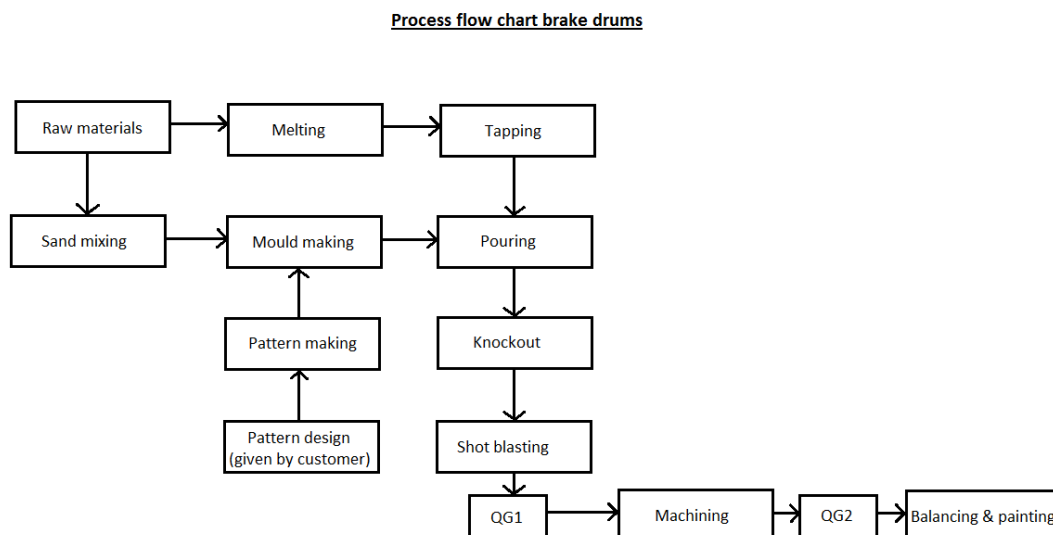 Process flow chart brake drums
Raw materials
Melting
Tapping
Sand mixing
Mould making
Pouring
Pattern making
Knockout
Pattern design
(given by customer)
Shot blasting
QG1
Machining
QG2
Balancing & painting